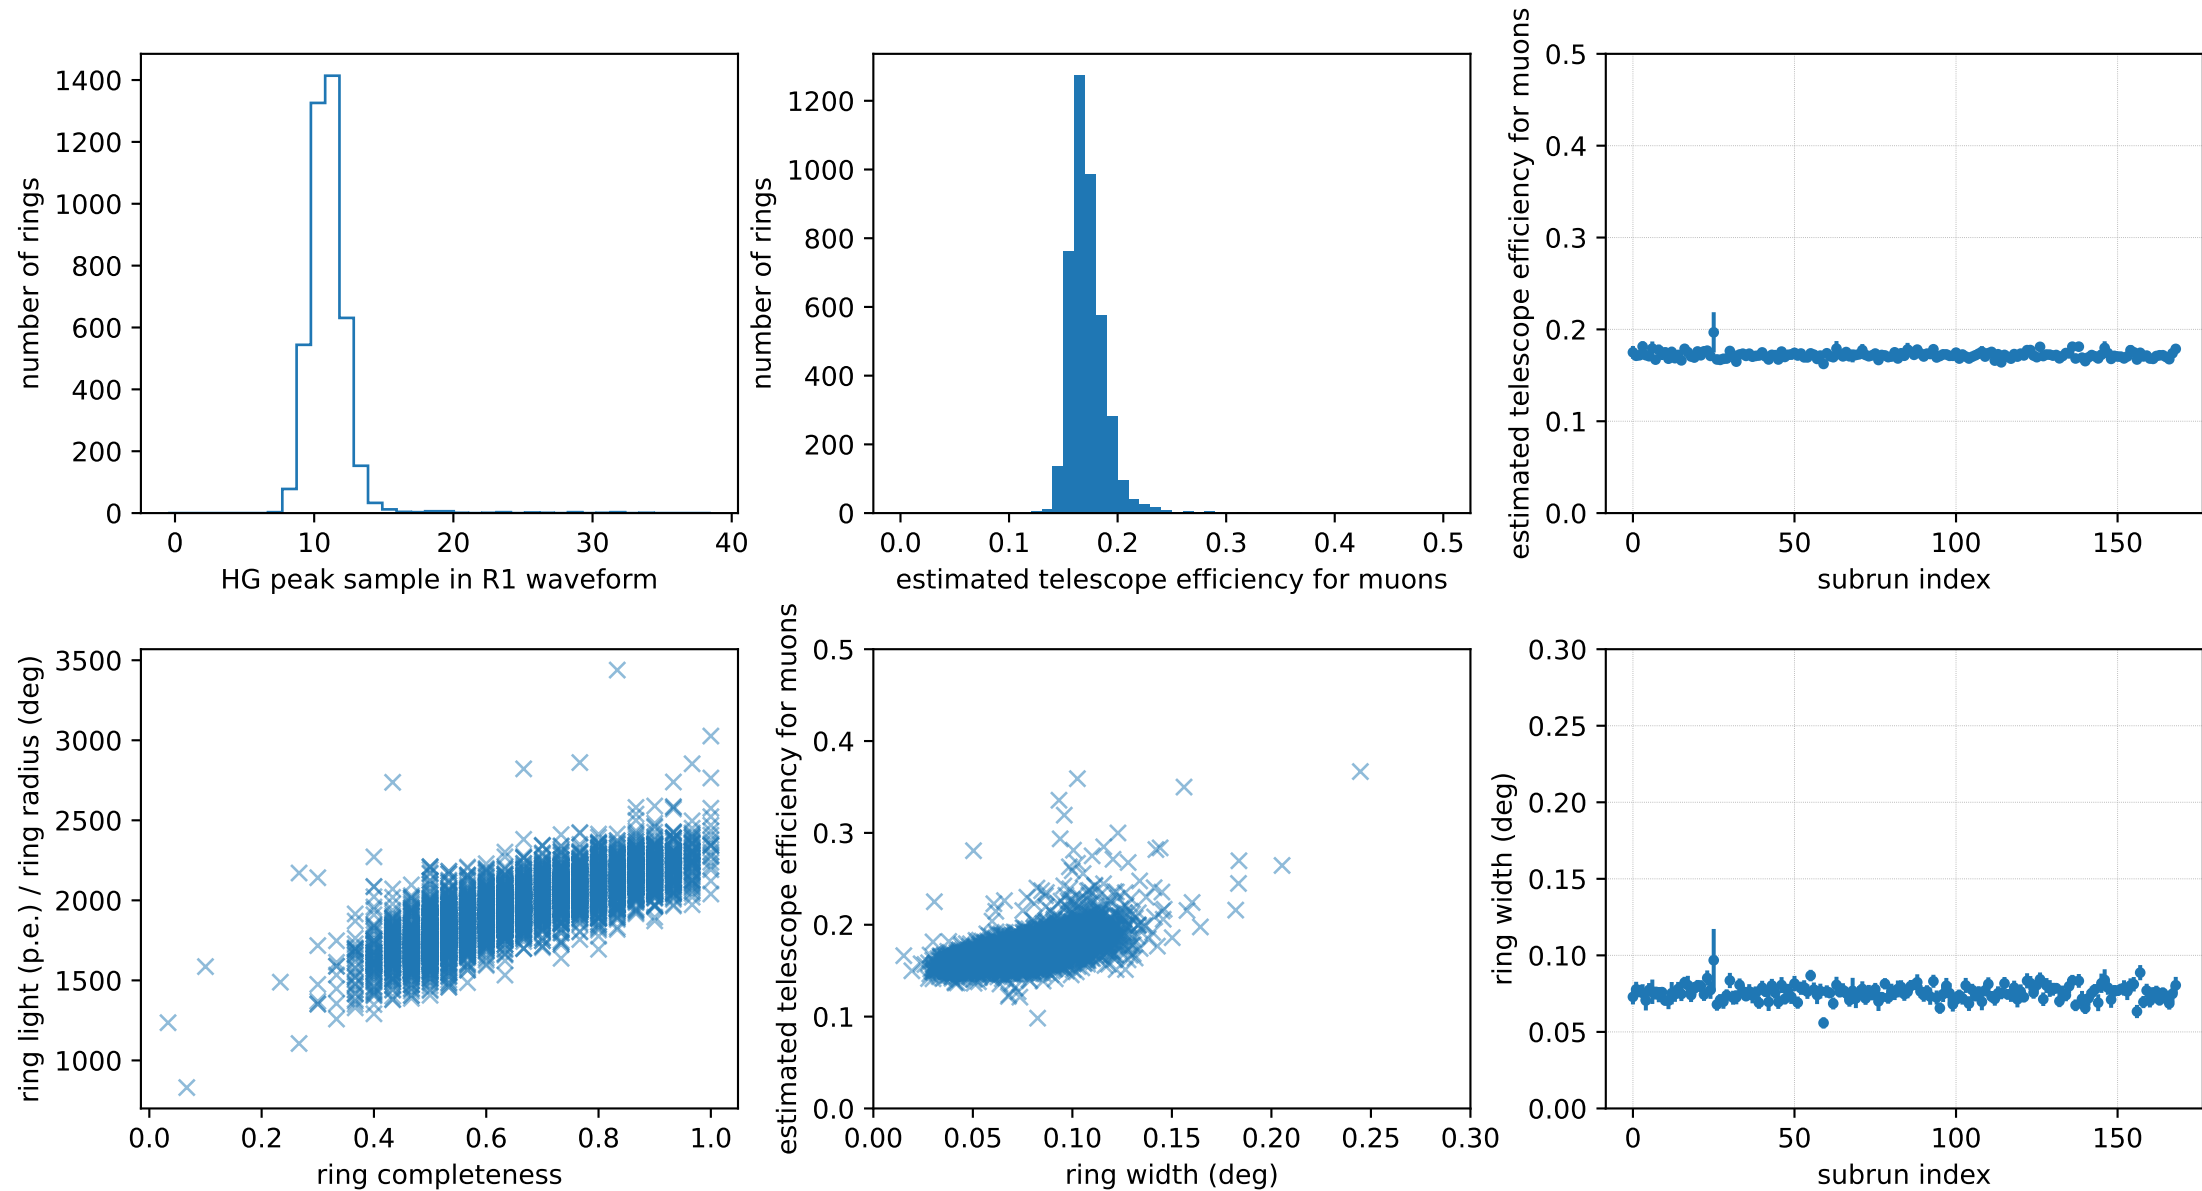 number of rings
1400
1200
1000
800
600
400
200
0
0 10 20 30 40
HG peak sample in R1 waveform
number of rings
1200
1000
800
600
400
200
0
0.0 0.1 0.2 0.3 0.4 0.5
estimated telescope efficiency for muons
estimated telescope efficiency for muons
0.5
0.4
0.3
0.2
0.1
0.0
0 50 100 150
subrun index
ring light (p.e.) / ring radius (deg)
3500
3000
2500
2000
1500
1000
0.0 0.2 0.4 0.6 0.8 1.0
ring completeness
estimated telescope efficiency for muons
0.5
0.4
0.3
0.2
0.1
0.0
0.00 0.05 0.10 0.15 0.20 0.25 0.30
ring width (deg)
ring width (deg)
0.30
0.25
0.20
0.15
0.10
0.05
0.00
0 50 100 150
subrun index